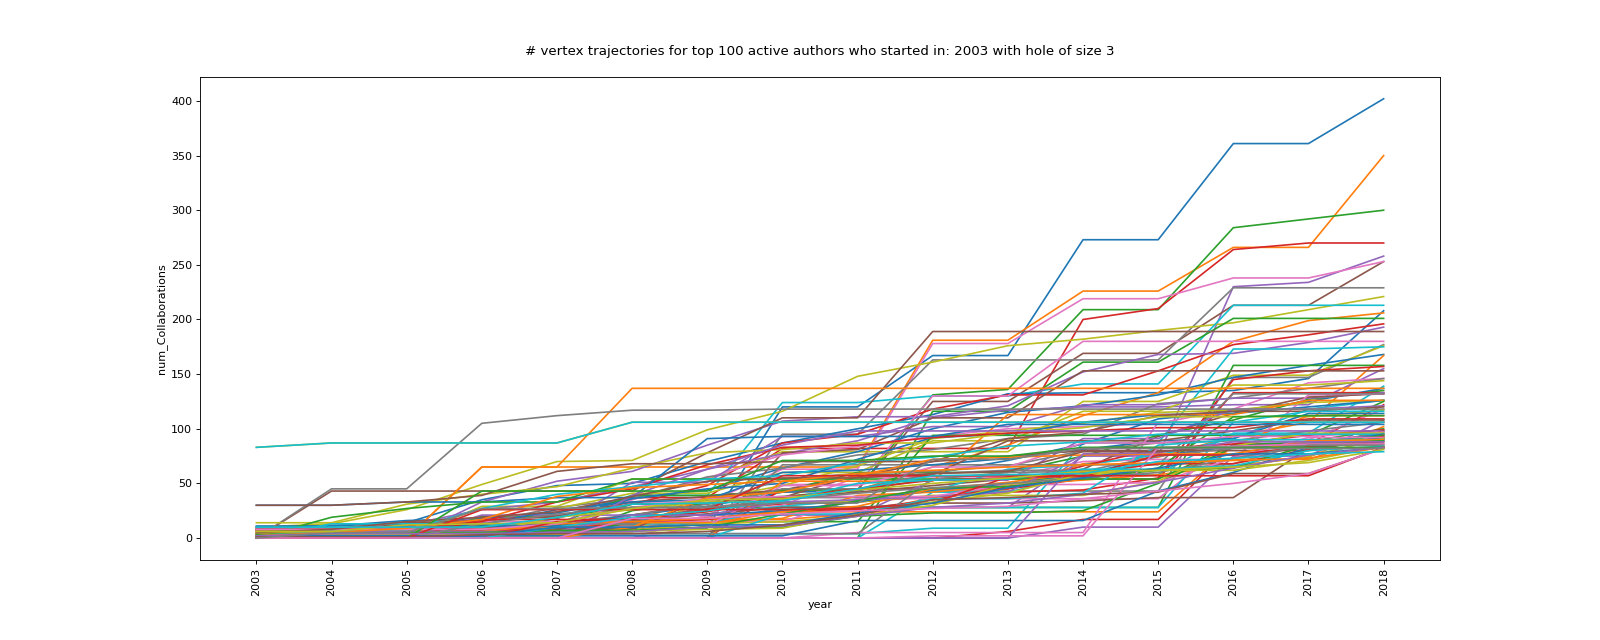 # vertex trajectories for top 100 active authors who started in: 2003 with hole of size 3
400
350
300
250
200
150
100
50
0
num_Collaborations
2003 2004 2005 2006 2007 2008 2009 2010 2011 2012 2013 2014 2015 2016 2017 2018
year